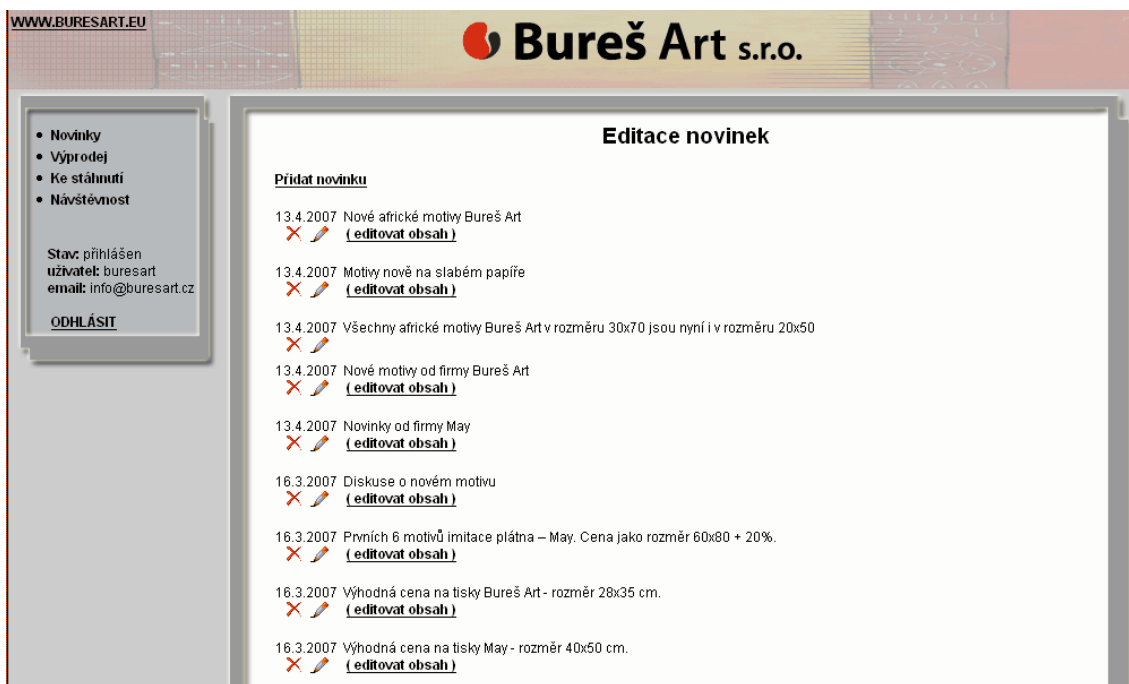 WWW.BURESART.EU
Bureš Art s.r.o.
Novinky
Výprodej
Ke stáhnutí
Návštěvnost
Stav: přihlášen
uživatel: buresart
email: info@buresart.cz
ODHLÁSIT
Editace novinek
Přidat novinku
13.4.2007 Nové africké motivy Bureš Art
( editovat obsah )
13.4.2007 Motivy nově na slabém papíře
( editovat obsah )
13.4.2007 Všechny africké motivy Bureš Art v rozměru 30x70 jsou nyní i v rozměru 20x50
13.4.2007 Nové motivy od firmy Bureš Art
( editovat obsah )
13.4.2007 Novinky od firmy May
( editovat obsah )
16.3.2007 Diskuse o novém motivu
( editovat obsah )
16.3.2007 Prvních 6 motivů imitace plátna – May. Cena jako rozměr 60x80 + 20%.
( editovat obsah )
16.3.2007 Výhodná cena na tisky Bureš Art - rozměr 28x35 cm.
( editovat obsah )
16.3.2007 Výhodná cena na tisky May - rozměr 40x50 cm.
( editovat obsah )